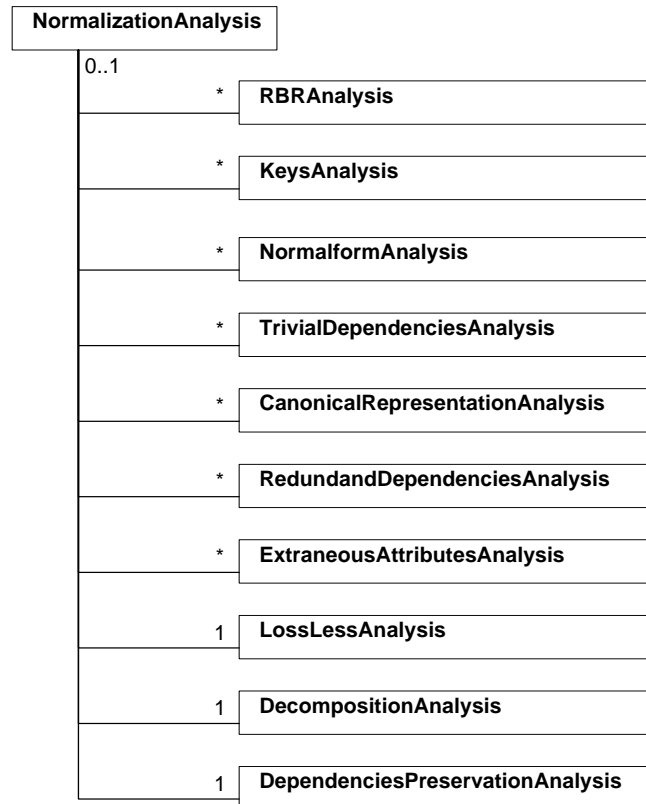 NormalizationAnalysis
0..1
* RBRAnalysis
* KeysAnalysis
* NormalformAnalysis
* TrivialDependenciesAnalysis
* CanonicalRepresentationAnalysis
* RedundandDependenciesAnalysis
* ExtraneousAttributesAnalysis
1 LossLessAnalysis
1 DecompositionAnalysis
1 DependenciesPreservationAnalysis